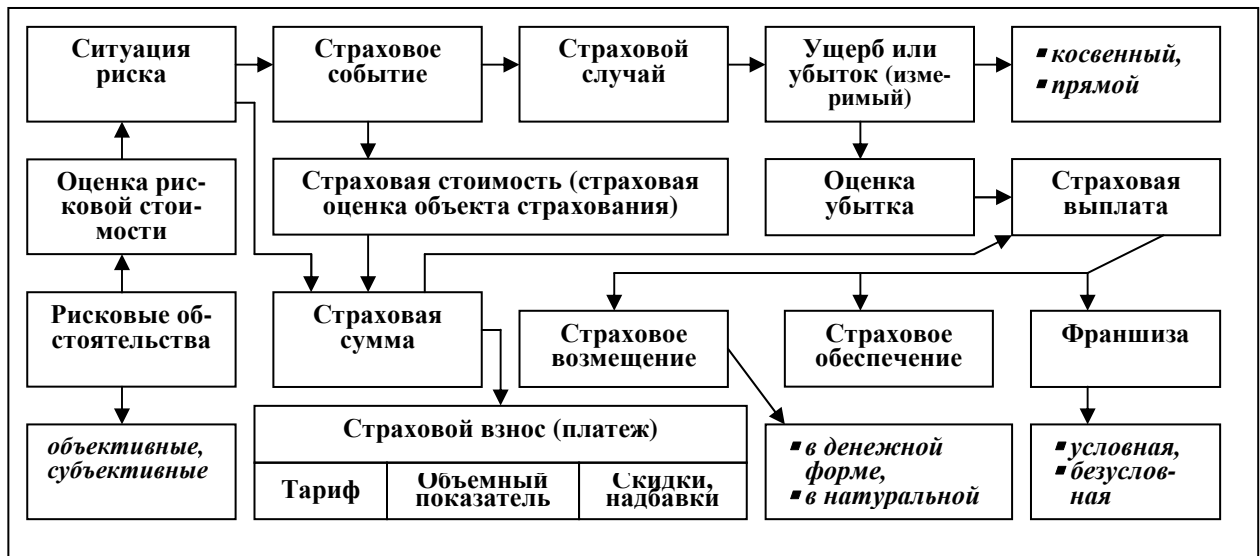 Ситуация
риска
Страховое
событие
Страховой
случай
Ущерб или
убыток (изме-
римый)
▪ косвенный,
▪ прямой
Оценка рис-
ковой стои-
мости
Страховая стоимость (страховая
оценка объекта страхования)
Оценка
убытка
Страховая
выплата
Рисковые об-
стоятельства
Страховая
сумма
Страховое
возмещение
Страховое
обеспечение
Франшиза
объективные,
субъективные
Страховой взнос (платеж)
Тариф
Объемный
показатель
Скидки,
надбавки
▪ в денежной
форме,
▪ в натуральной
▪ условная,
▪ безуслов-
ная